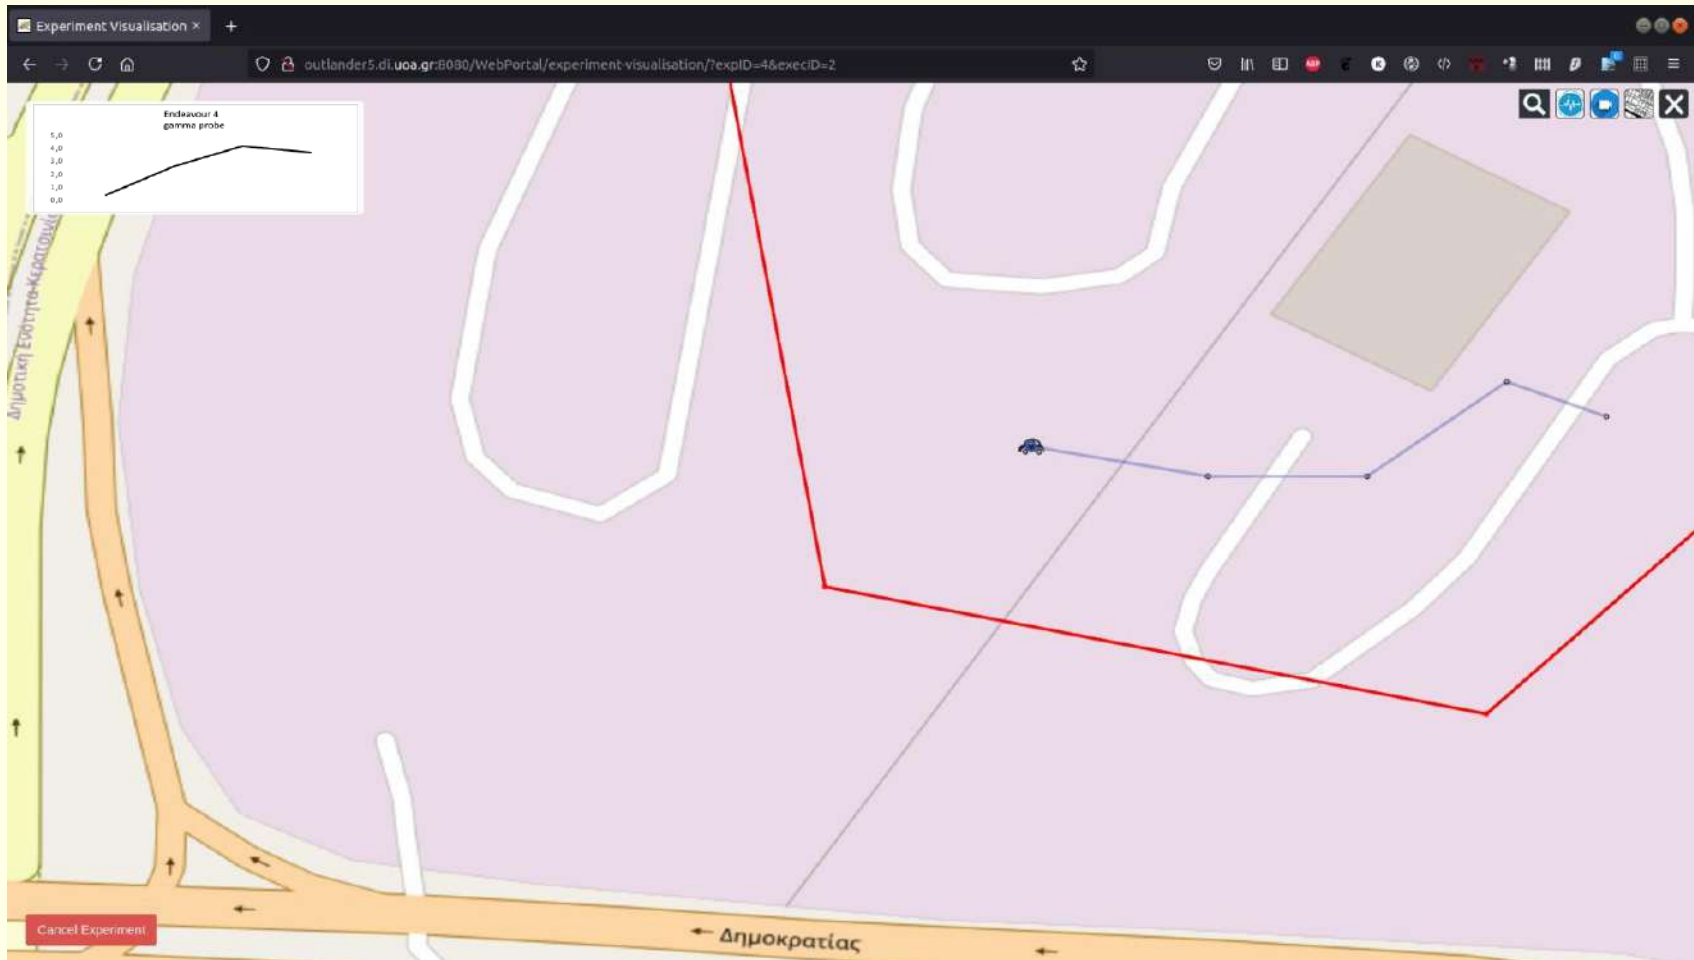 Experiment Visualisation
outlander5.di.uoa.gr:8080/WebPortal/experiment-visualisation/?expID=4&execID=2
Endeavour 4
gamma probe
5,0
4,0
3,0
2,0
1,0
0,0
Δημοτική Ενότητα Κερατσινίου
Cancel Experiment
Δημοκρατίας